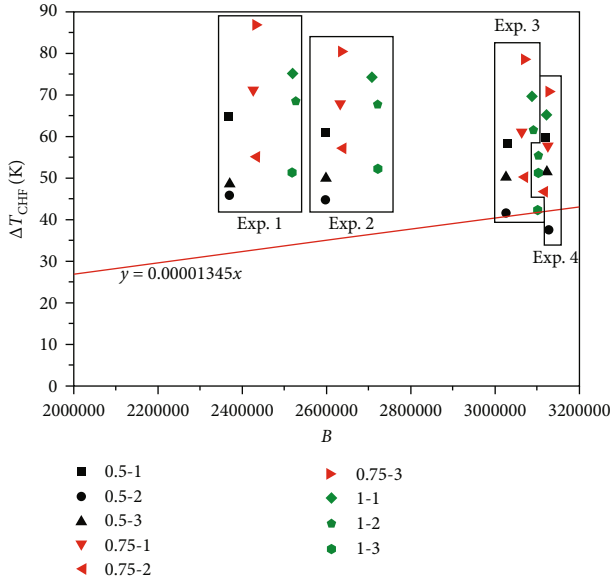 90
80
70
60
50
40
30
20
10
0
ΔT_CHF (K)
Exp. 1
Exp. 2
Exp. 3
Exp. 4
y = 0.00001345x
2000000 2200000 2400000 2600000 2800000 3000000 3200000
B
0.5-1
0.5-2
0.5-3
0.75-1
0.75-2
0.75-3
1-1
1-2
1-3